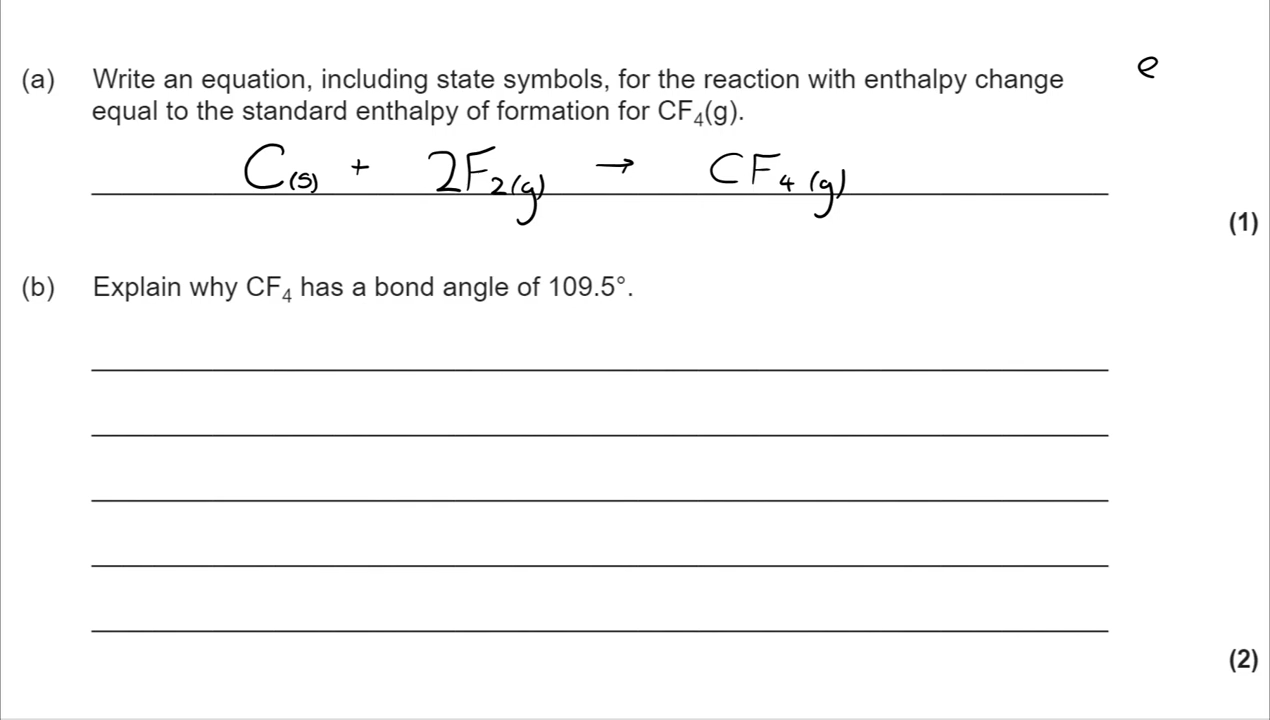 (a) Write an equation, including state symbols, for the reaction with enthalpy change e
equal to the standard enthalpy of formation for CF₄(g).
C(s) + 2F₂(g) → CF₄(g)
(1)
(b) Explain why CF₄ has a bond angle of 109.5°.
(2)